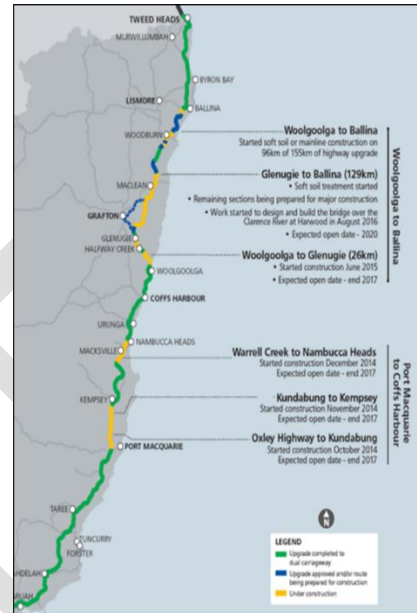 TWEED HEADS
MURWILLUMBAH
BYRON BAY
LISMORE
BALLINA
WOODBURN
Woolgoolga to Ballina
Started soft soil or mainline construction on
96km of 155km of highway upgrade
Glenugie to Ballina (129km)
• Soft soil treatment started
• Remaining sections being prepared for major construction
• Work started to design and build the bridge over the
Clarence River at Harwood in August 2016
• Expected open date - 2020
Woolgoolga to Ballina
MACLEAN
GRAFTON
GLENUGIE
HALFWAY CREEK
Woolgoolga to Glenugie (26km)
• Started construction June 2015
• Expected open date - end 2017
WOOLGOOLGA
COFFS HARBOUR
URUNGA
NAMBUCCA HEADS
MACKSVILLE
Warrell Creek to Nambucca Heads
Started construction December 2014
Expected open date - end 2017
KEMPSEY
Kundabung to Kempsey
Started construction November 2014
Expected open date - end 2017
Oxley Highway to Kundabung
Started construction October 2014
Expected open date - end 2017
Port Macquarie
to Coffs Harbour
PORT MACQUARIE
TAREE
TUNCURRY
FORSTER
AHDELAH
ARUAH
N
LEGEND
Upgrade completed to
dual carriageway
Upgrade approved and/or route
being prepared for construction
Under construction